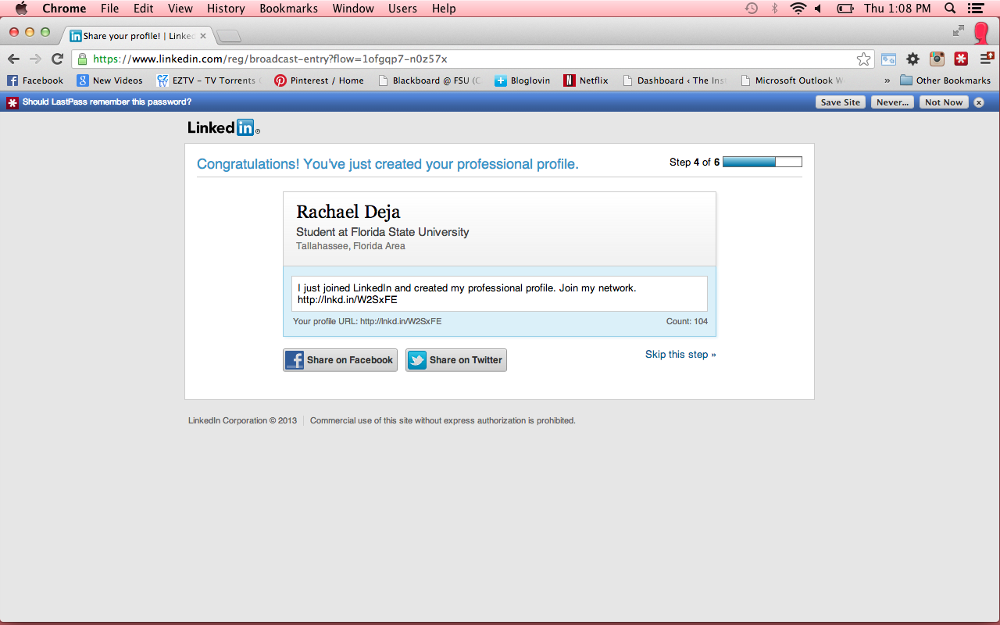 Chrome File Edit View History Bookmarks Window Users Help Thu 1:08 PM
in Share your profile! | Linked
https://www.linkedin.com/reg/broadcast-entry?flow=1ofgqp7-n0z57x
Facebook 8 New Videos EZ TV EZTV - TV Torrents Pinterest / Home Blackboard @ FSU (C Bloglovin N Netflix Dashboard ‹ The Inst Microsoft Outlook W » Other Bookmarks
Should LastPass remember this password? Save Site Never... Not Now
Linked in ®
Congratulations! You've just created your professional profile. Step 4 of 6
Rachael Deja
Student at Florida State University
Tallahassee, Florida Area
I just joined LinkedIn and created my professional profile. Join my network.
http://lnkd.in/W2SxFE
Your profile URL: http://lnkd.in/W2SxFE Count: 104
Share on Facebook Share on Twitter Skip this step »
LinkedIn Corporation © 2013 Commercial use of this site without express authorization is prohibited.